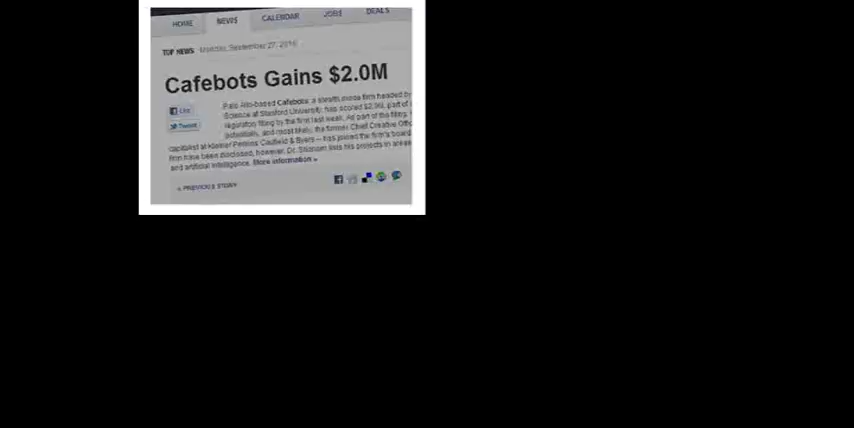 HOME NEWS CALENDAR JOBS DEALS
TOP NEWS Monday, September 27, 2010
Cafebots Gains $2.0M
Like
Tweet
Palo Alto-based Cafebots, a stealth mode firm headed by
Science at Stanford University, has scored $2.0M, part of a
regulatory filing by the firm last week. As part of the filing,
potentially, and most likely, the former Chief Creative Offic
capitalist at Kleiner Perkins Caufield & Byers -- has joined the firm's board
firm have been disclosed, however, Dr. Shoham lists his projects in areas
and artificial intelligence. More information »
« PREVIOUS STORY